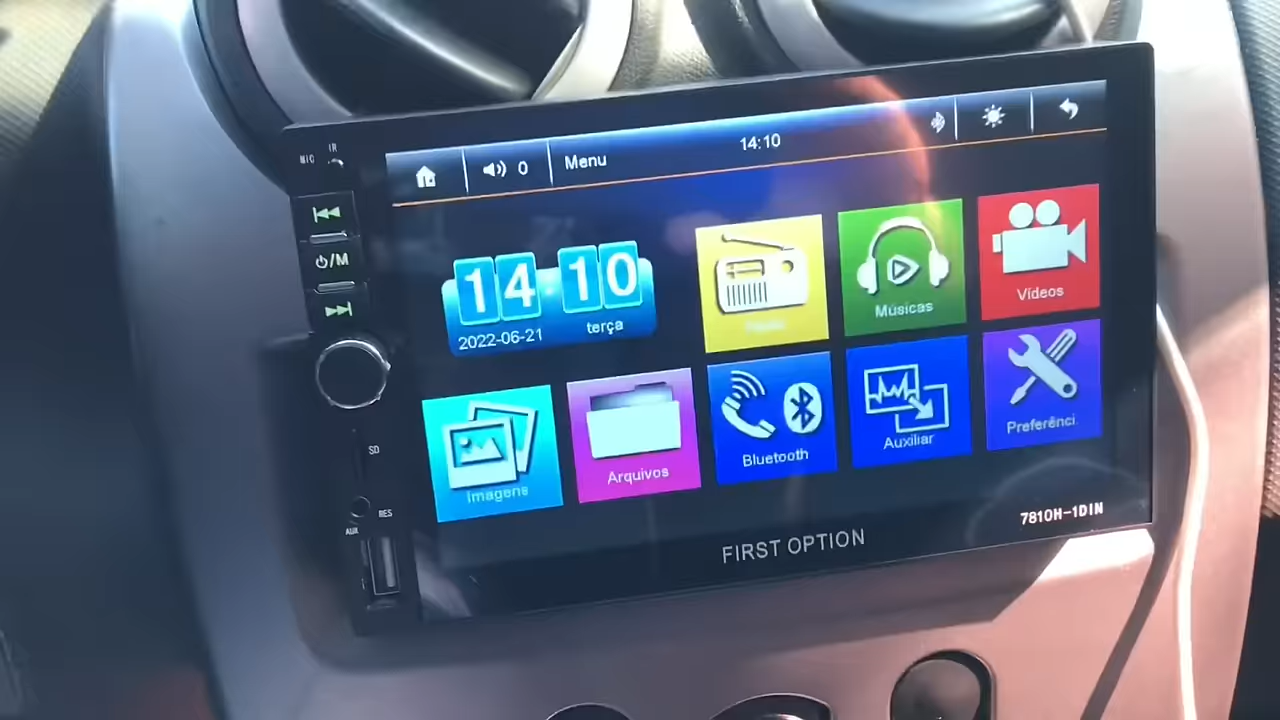 MIC
IR
0
Menu
14:10
⏻/M
14 10
2022-06-21
terça
Músicas
Vídeos
Imagens
Arquivos
Bluetooth
Auxiliar
Preferênci
SD
RES
AUX
7810H-1DIN
FIRST OPTION